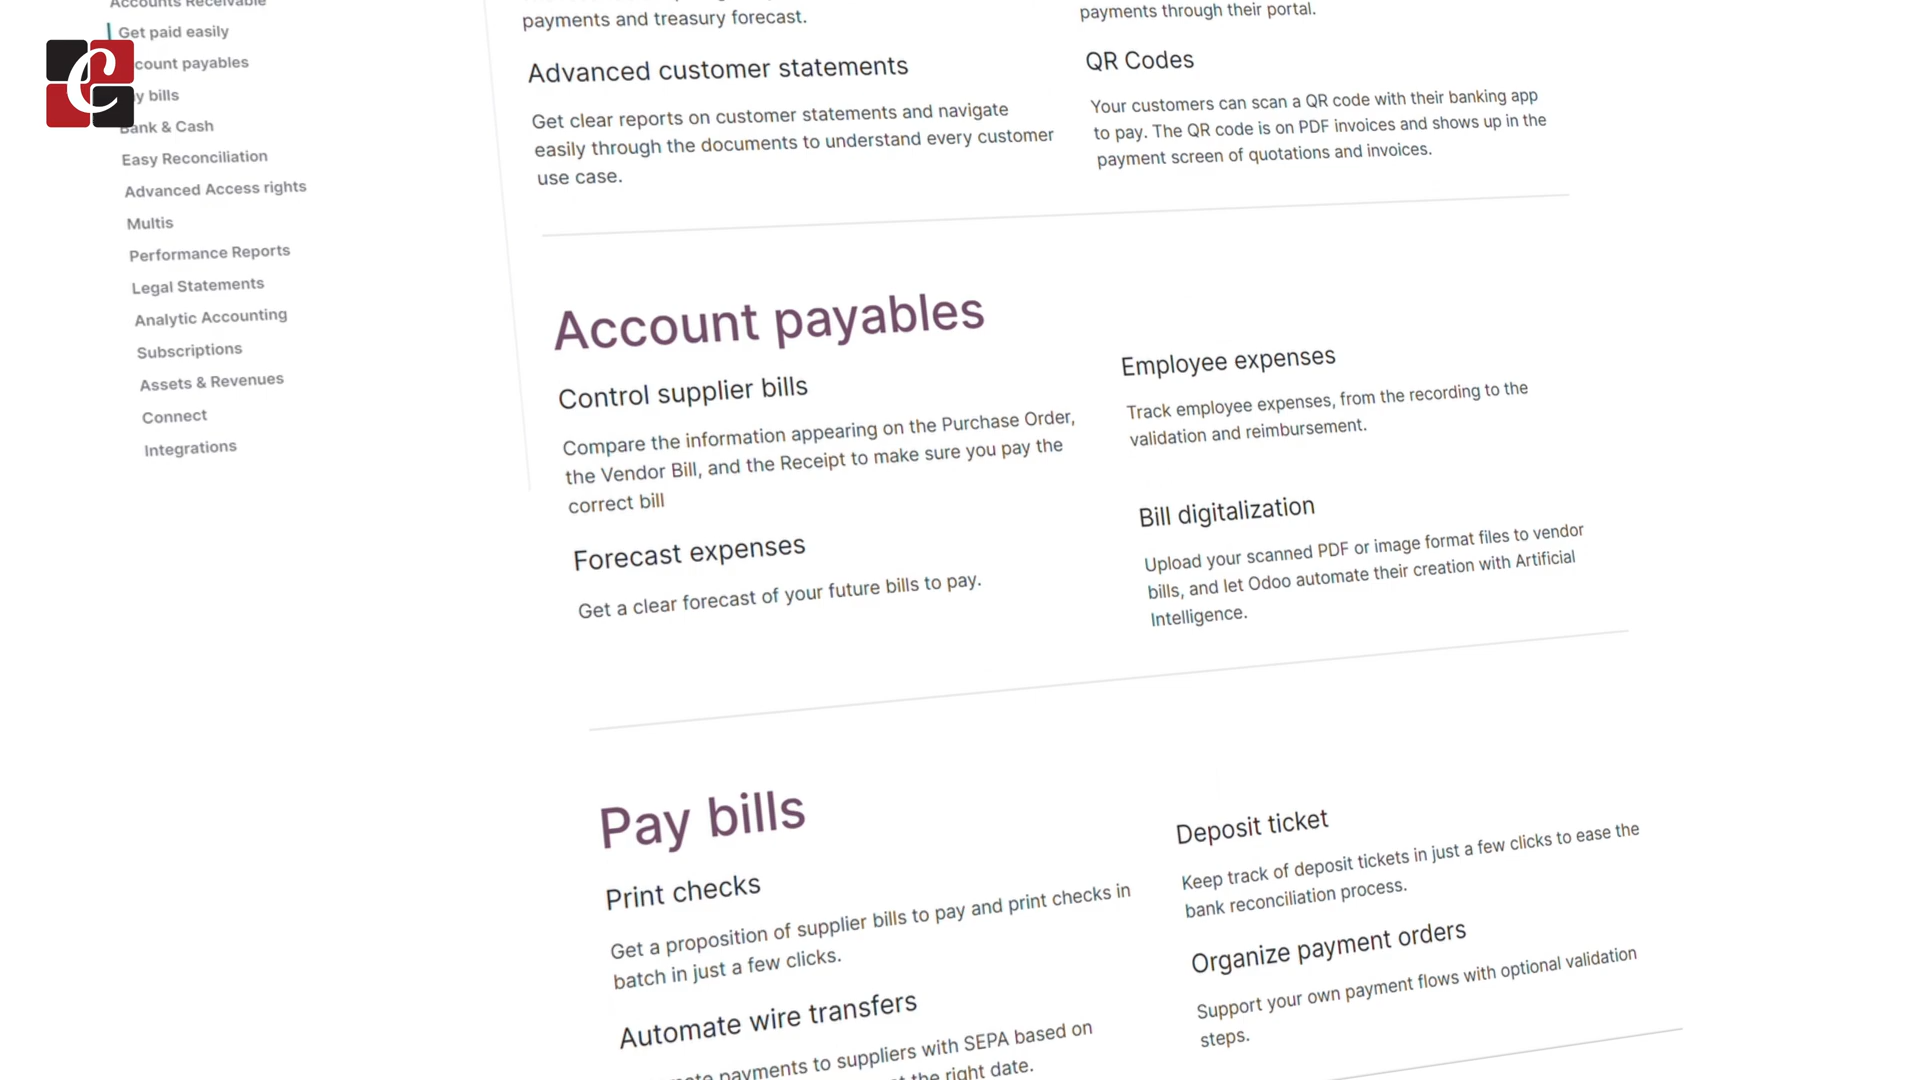 Accounts Receivable
Get paid easily
count payables
y bills
Bank & Cash
Easy Reconciliation
Advanced Access rights
Multis
Performance Reports
Legal Statements
Analytic Accounting
Subscriptions
Assets & Revenues
Connect
Integrations
payments and treasury forecast.
Advanced customer statements
Get clear reports on customer statements and navigate
easily through the documents to understand every customer
use case.
payments through their portal.
QR Codes
Your customers can scan a QR code with their banking app
to pay. The QR code is on PDF invoices and shows up in the
payment screen of quotations and invoices.
Account payables
Control supplier bills
Compare the information appearing on the Purchase Order,
the Vendor Bill, and the Receipt to make sure you pay the
correct bill
Forecast expenses
Get a clear forecast of your future bills to pay.
Employee expenses
Track employee expenses, from the recording to the
validation and reimbursement.
Bill digitalization
Upload your scanned PDF or image format files to vendor
bills, and let Odoo automate their creation with Artificial
Intelligence.
Pay bills
Print checks
Get a proposition of supplier bills to pay and print checks in
batch in just a few clicks.
Automate wire transfers
payments to suppliers with SEPA based on
the right date.
Deposit ticket
Keep track of deposit tickets in just a few clicks to ease the
bank reconciliation process.
Organize payment orders
Support your own payment flows with optional validation
steps.